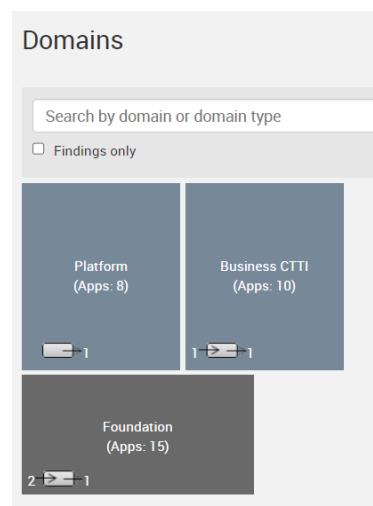 Domains
Search by domain or domain type
Findings only
Platform
(Apps: 8)
1
Business CTTI
(Apps: 10)
1 1
Foundation
(Apps: 15)
2 1